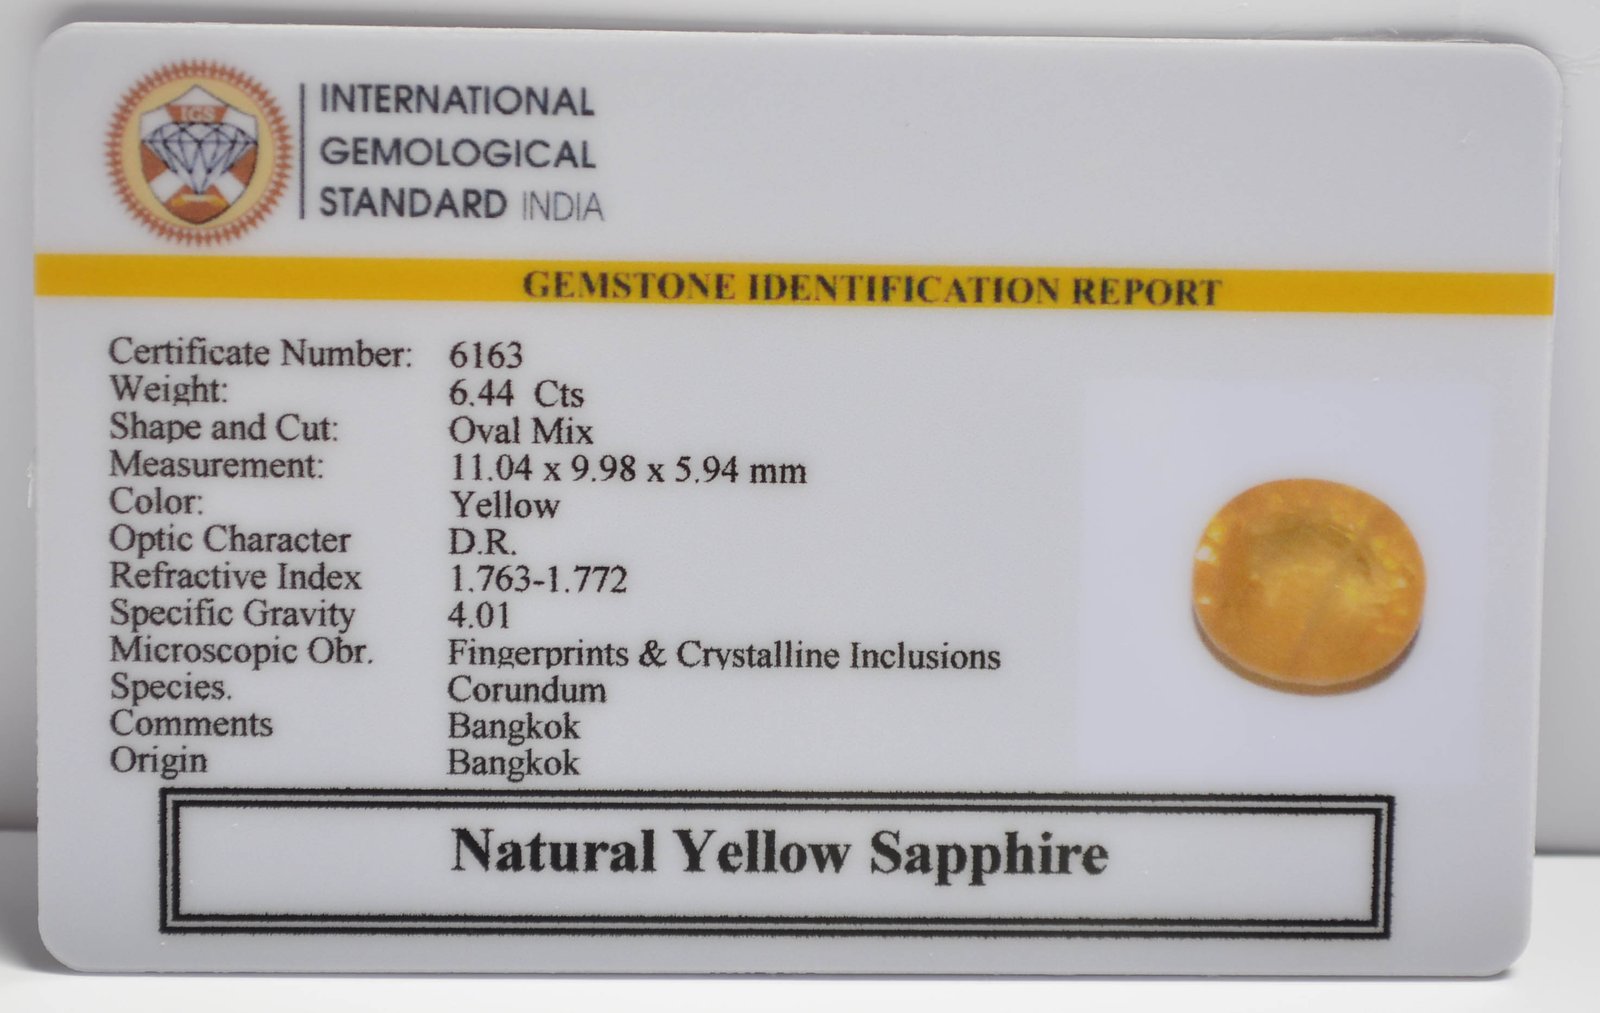 IGS
INTERNATIONAL
GEMOLOGICAL
STANDARD INDIA
GEMSTONE IDENTIFICATION REPORT
Certificate Number: 6163
Weight: 6.44 Cts
Shape and Cut: Oval Mix
Measurement: 11.04 x 9.98 x 5.94 mm
Color: Yellow
Optic Character D.R.
Refractive Index 1.763-1.772
Specific Gravity 4.01
Microscopic Obr. Fingerprints & Crystalline Inclusions
Species. Corundum
Comments Bangkok
Origin Bangkok
Natural Yellow Sapphire